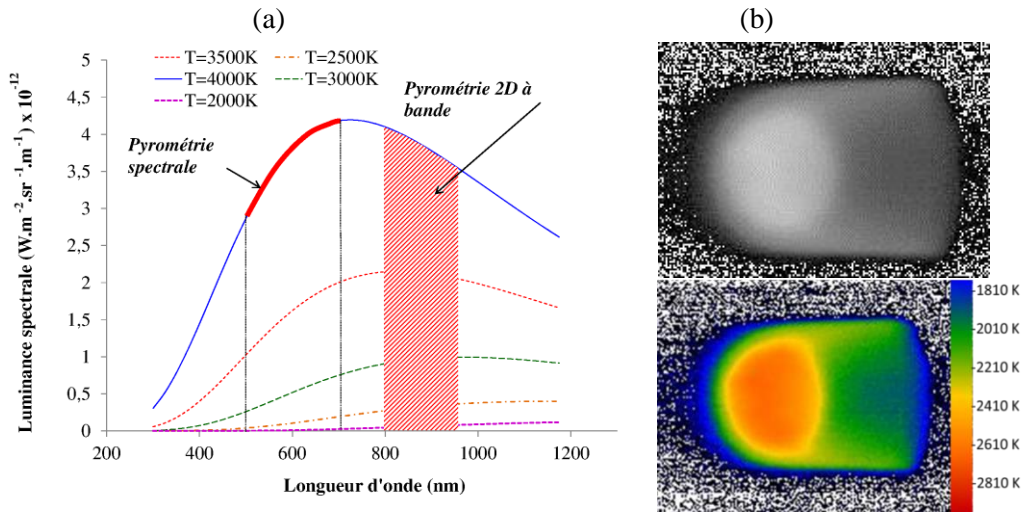 (a)
(b)
T=3500K T=2500K
T=4000K T=3000K
T=2000K
Pyrométrie 2D à
bande
Pyrométrie
spectrale
Luminance spectrale (W.m⁻².sr⁻¹.m⁻¹) x 10⁻¹²
5
4,5
4
3,5
3
2,5
2
1,5
1
0,5
0
200 400 600 800 1000 1200
Longueur d'onde (nm)
1810 K
2010 K
2210 K
2410 K
2610 K
2810 K